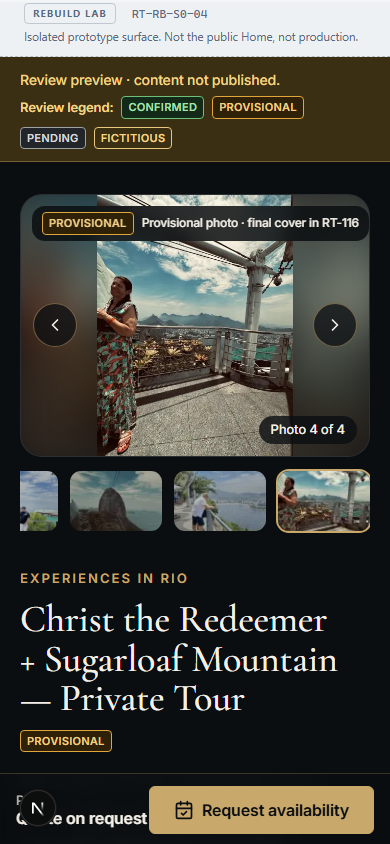 REBUILD LAB RT-RB-S0-04
Isolated prototype surface. Not the public Home, not production.
Review preview · content not published.
Review legend: CONFIRMED PROVISIONAL
PENDING FICTITIOUS
PROVISIONAL Provisional photo · final cover in RT-116
Photo 4 of 4
EXPERIENCES IN RIO
Christ the Redeemer
+ Sugarloaf Mountain
— Private Tour
PROVISIONAL
N
on request
Request availability